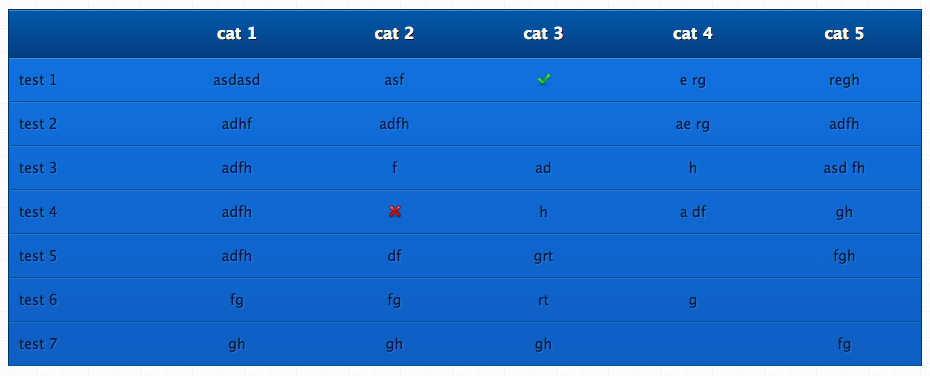 cat 1 cat 2 cat 3 cat 4 cat 5
test 1 asdasd asf e rg regh
test 2 adhf adfh ae rg adfh
test 3 adfh f ad h asd fh
test 4 adfh h a df gh
test 5 adfh df grt fgh
test 6 fg fg rt g
test 7 gh gh gh fg